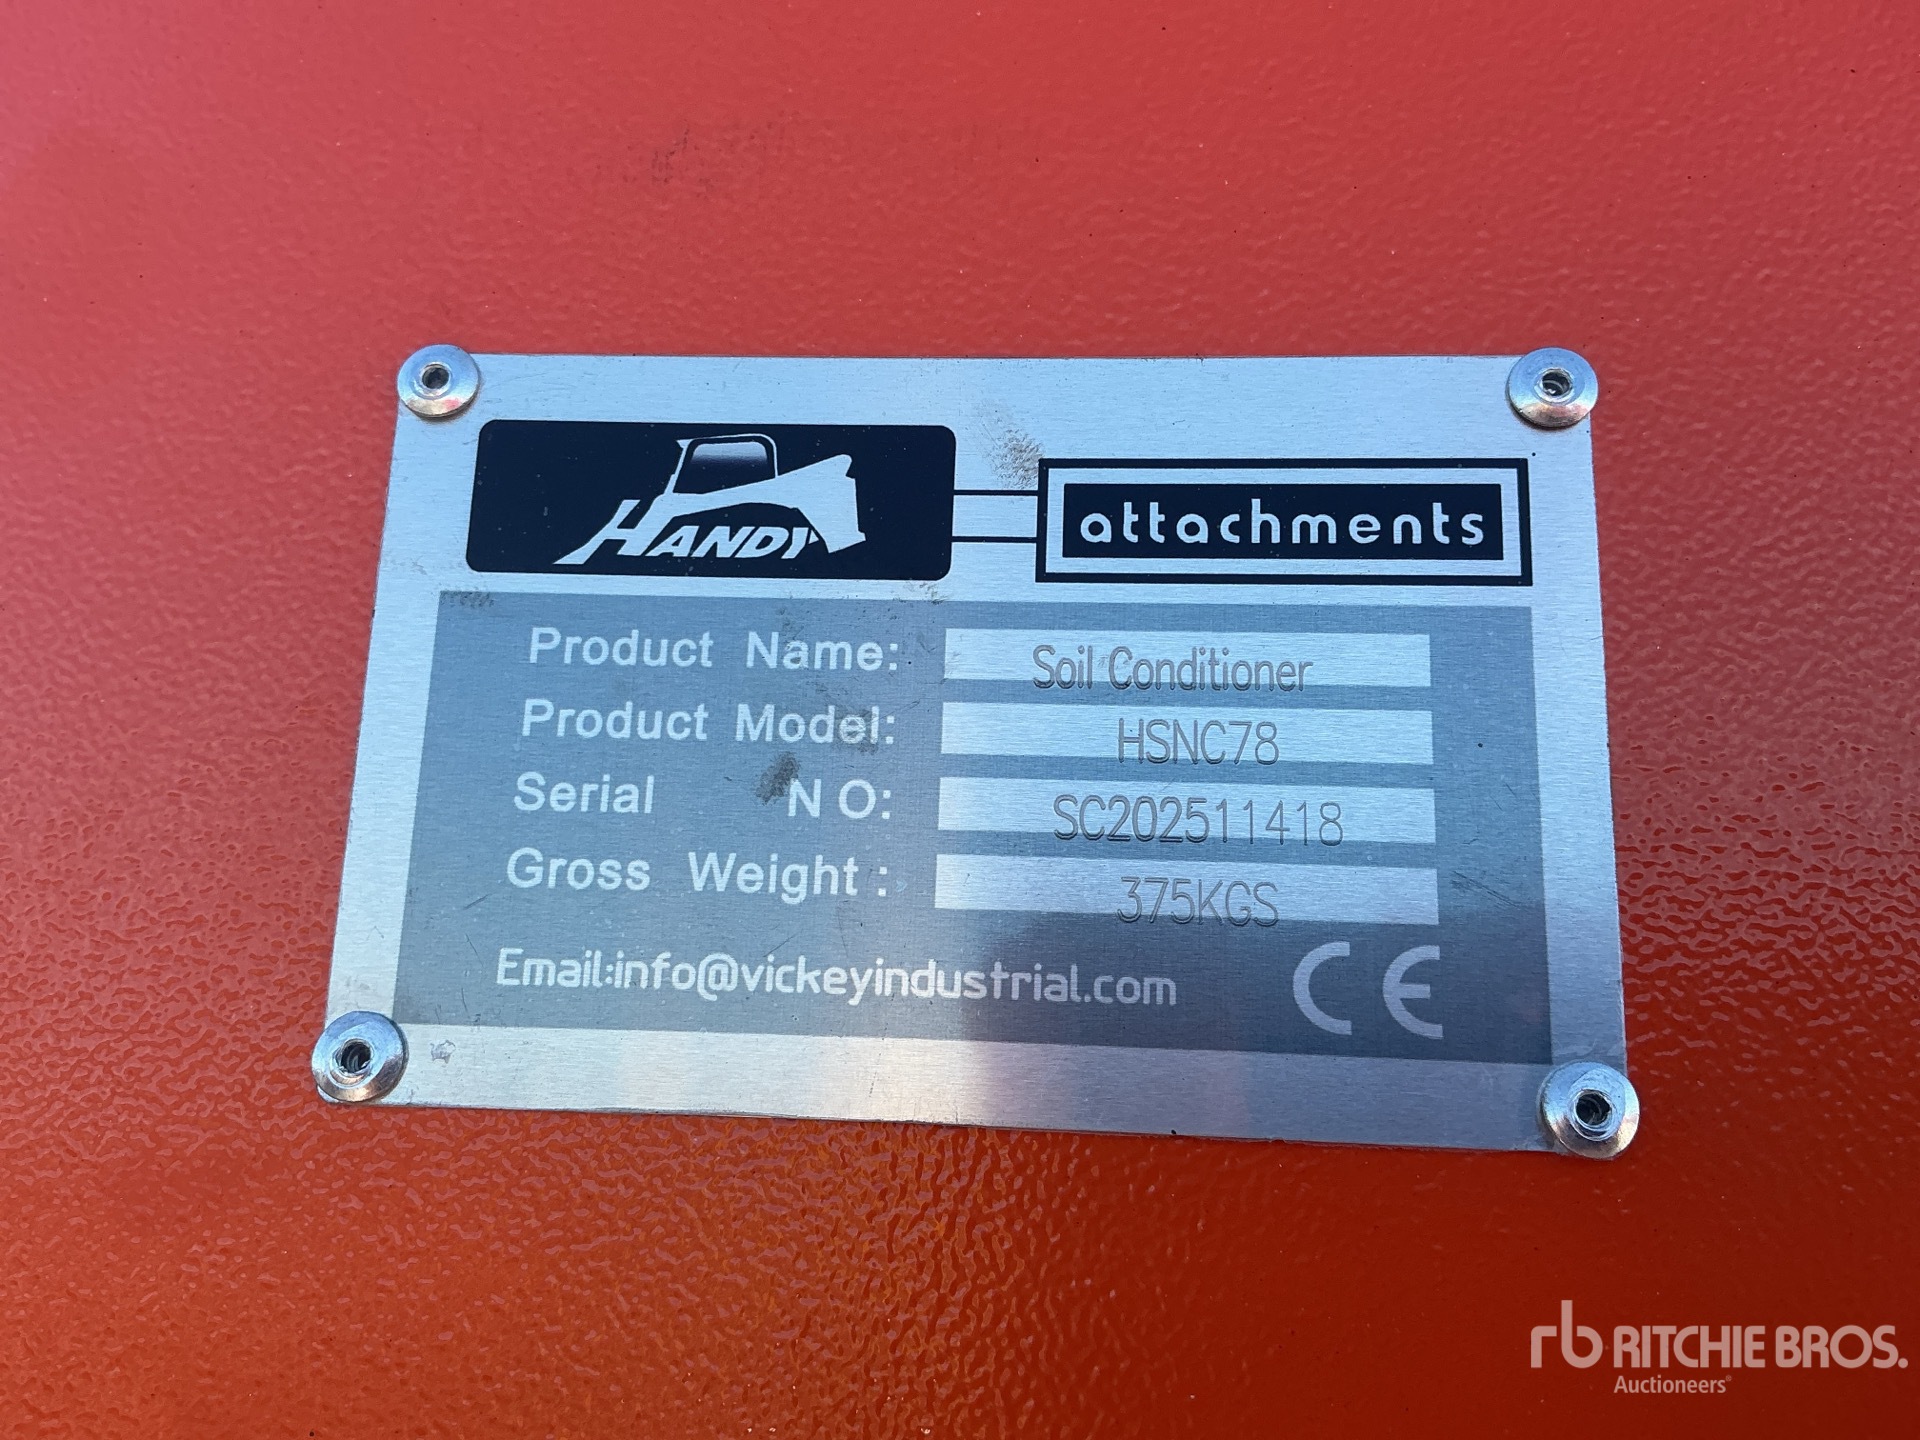 HANDY attachments
Product Name: Soil Conditioner
Product Model: HSNC78
Serial NO: SC202511418
Gross Weight: 375KGS
Email:info@vickeyindustrial.com CE
rb RITCHIE BROS.
Auctioneers